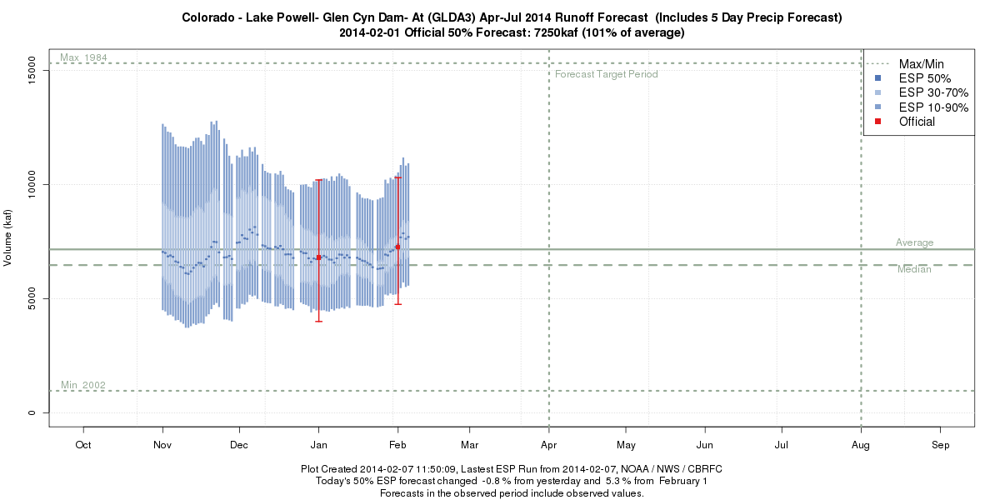 Colorado - Lake Powell- Glen Cyn Dam- At (GLDA3) Apr-Jul 2014 Runoff Forecast  (Includes 5 Day Precip Forecast)
2014-02-01 Official 50% Forecast: 7250kaf (101% of average)
Max  1984
Forecast Target Period
Max/Min
ESP 50%
ESP 30-70%
ESP 10-90%
Official
15000
10000
5000
0
Volume (kaf)
Average
Median
Min  2002
Oct Nov Dec Jan Feb Mar Apr May Jun Jul Aug Sep
Plot Created 2014-02-07 11:50:09, Lastest ESP Run from 2014-02-07, NOAA / NWS / CBRFC
Today's 50% ESP forecast changed  -0.8 % from yesterday and  5.3 % from  February 1
Forecasts in the observed period include observed values.